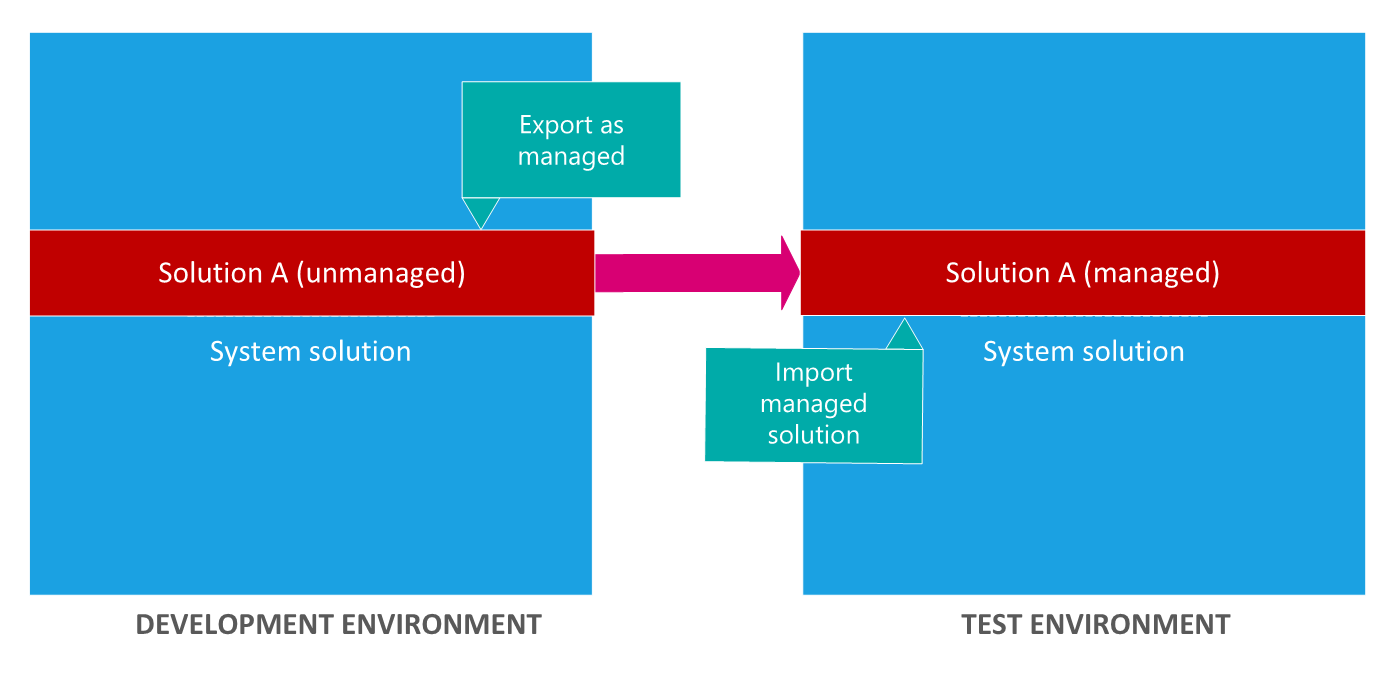 Export as
managed
Solution A (unmanaged)
Solution A (managed)
System solution
System solution
Import
managed
solution
DEVELOPMENT ENVIRONMENT
TEST ENVIRONMENT